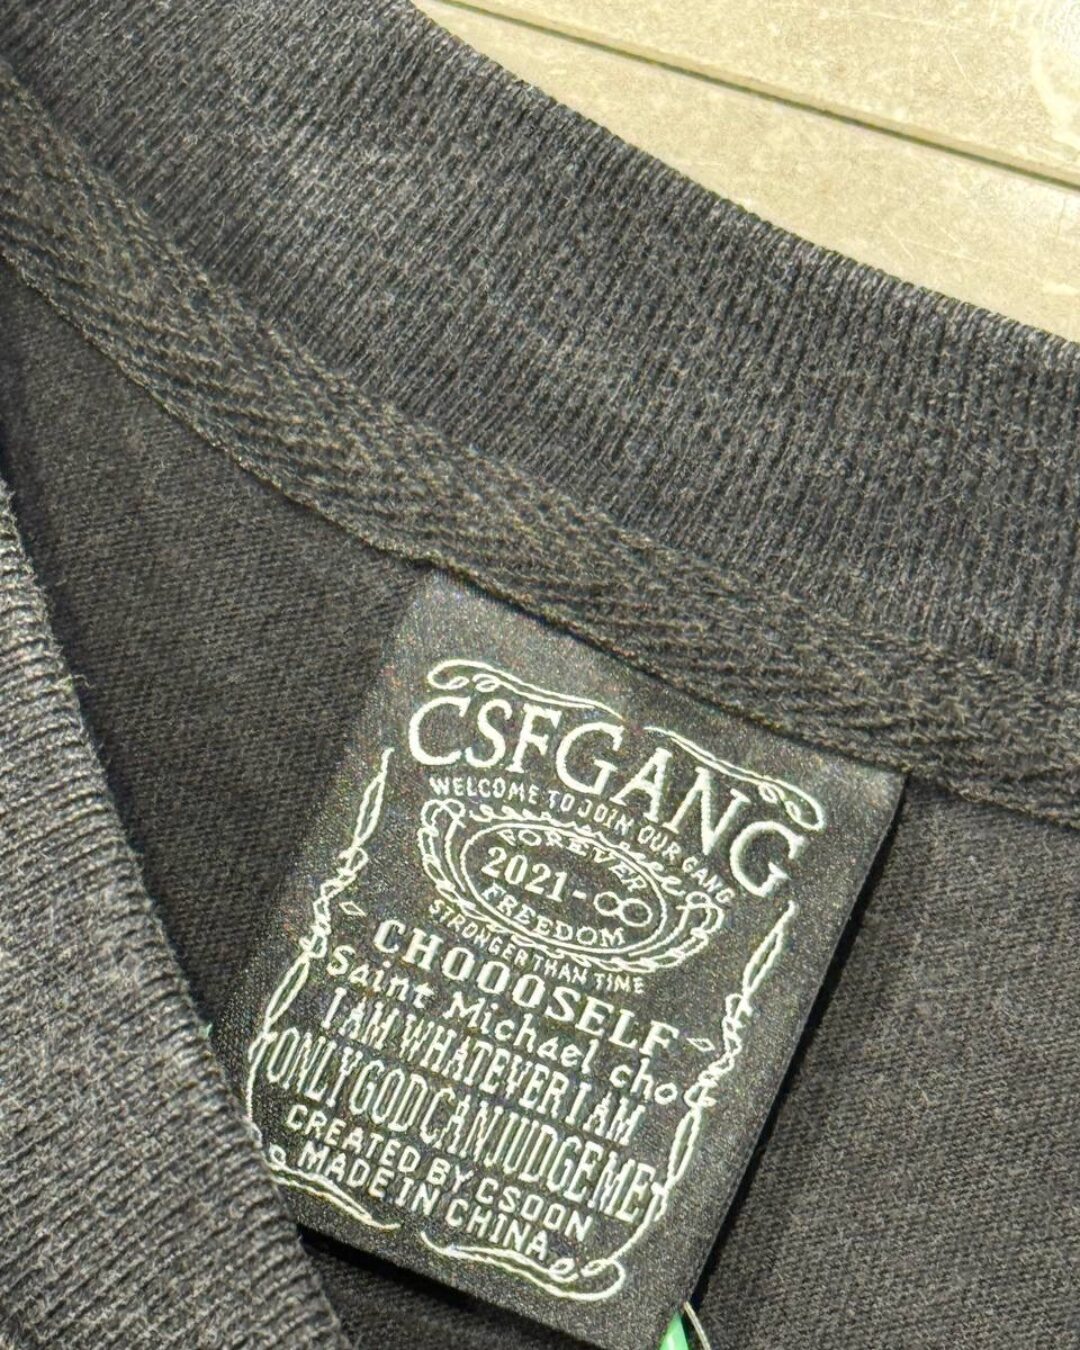 CSFGANG
WELCOME TO JOIN OUR GANG
FOREVER
2021-∞
FREEDOM
STRONGER THAN TIME
CHOOOSELF
Saint Michael cho
I AM WHATEVER I AM
ONLY GOD CAN JUDGE ME
CREATED BY CSOON
MADE IN CHINA